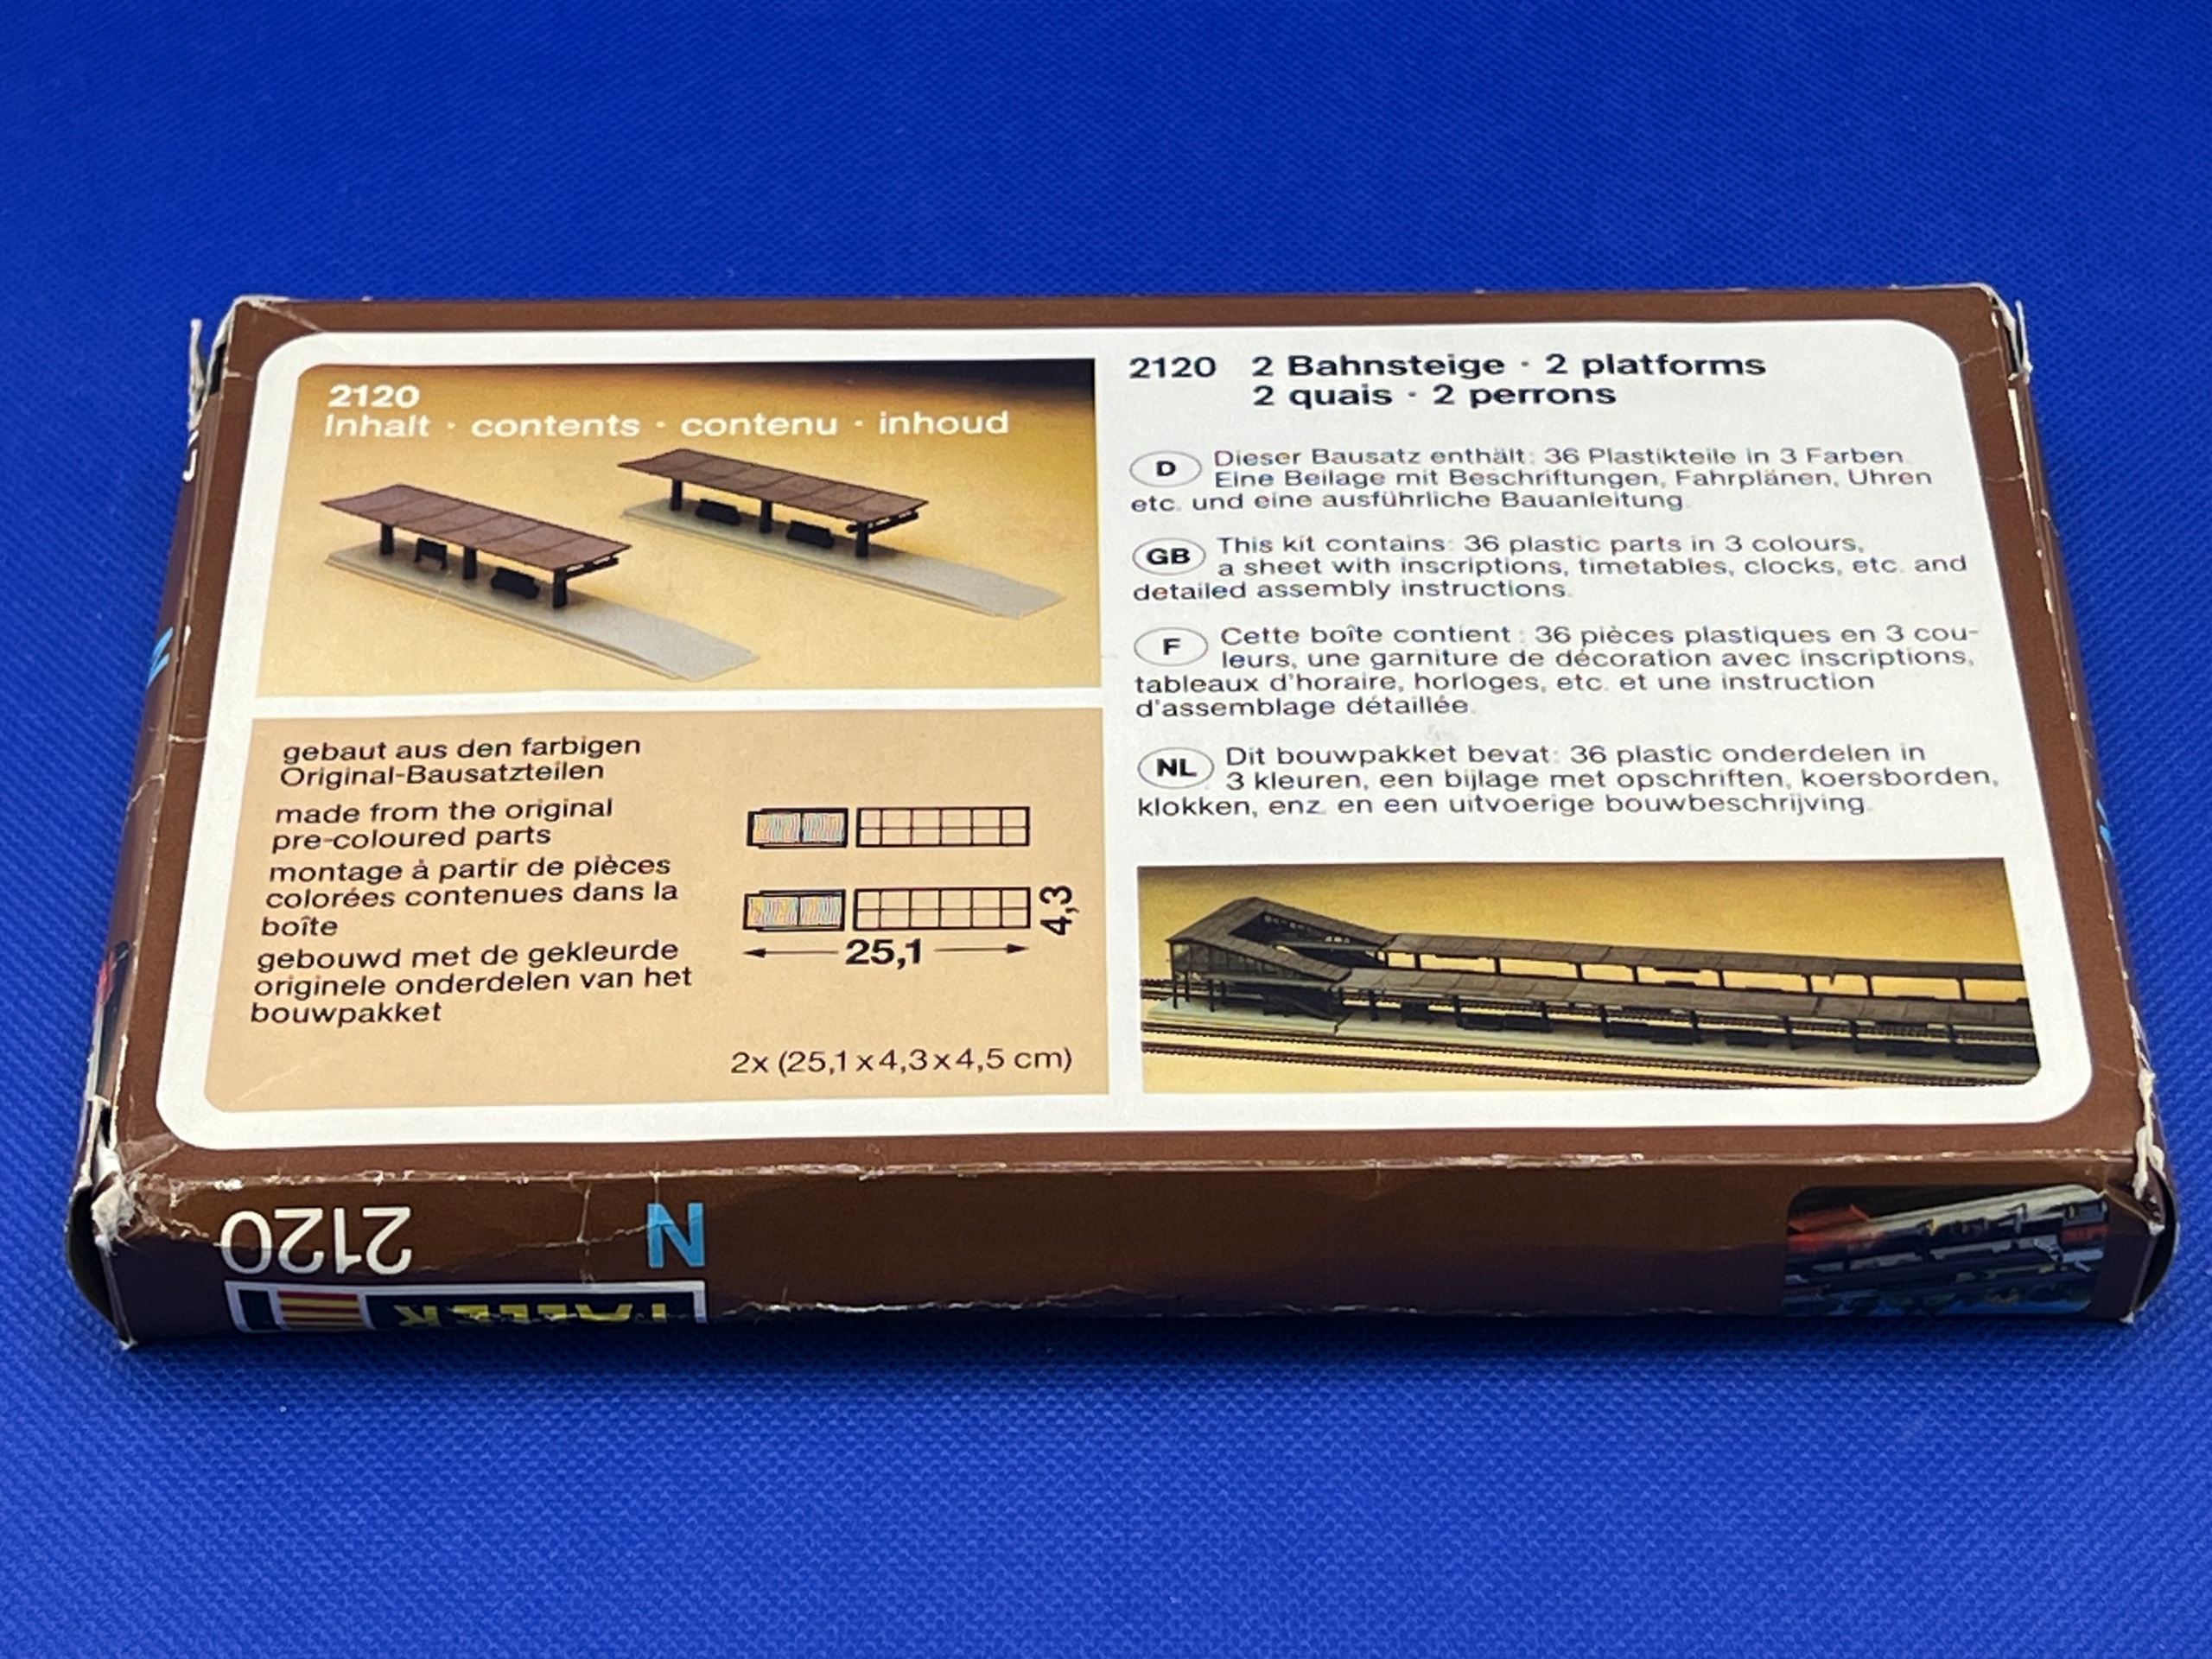 2120
Inhalt · contents · contenu · inhoud
gebaut aus den farbigen
Original-Bausatzteilen
made from the original
pre-coloured parts
montage à partir de pièces
colorées contenues dans la
boîte
gebouwd met de gekleurde
originele onderdelen van het
bouwpakket
4,3
25,1
2x (25,1 x 4,3 x 4,5 cm)
2120 2 Bahnsteige · 2 platforms
2 quais · 2 perrons
D Dieser Bausatz enthält: 36 Plastikteile in 3 Farben.
Eine Beilage mit Beschriftungen, Fahrplänen, Uhren
etc. und eine ausführliche Bauanleitung.
GB This kit contains: 36 plastic parts in 3 colours,
a sheet with inscriptions, timetables, clocks, etc. and
detailed assembly instructions.
F Cette boîte contient : 36 pièces plastiques en 3 cou-
leurs, une garniture de décoration avec inscriptions,
tableaux d'horaire, horloges, etc. et une instruction
d'assemblage détaillée.
NL Dit bouwpakket bevat: 36 plastic onderdelen in
3 kleuren, een bijlage met opschriften, koersborden,
klokken, enz. en een uitvoerige bouwbeschrijving.
2120
N
FALLER